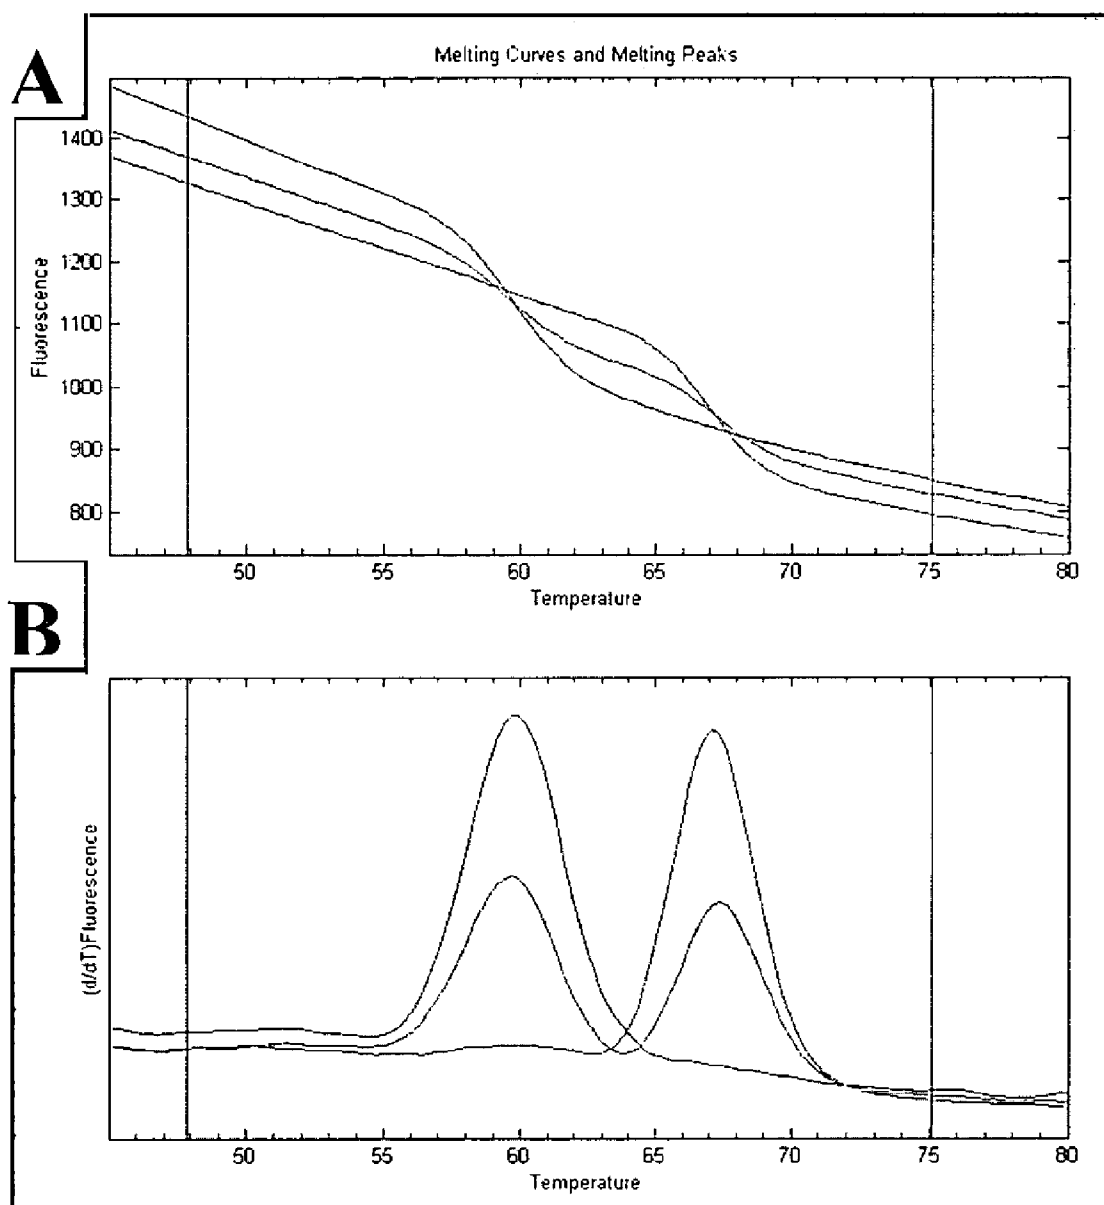 A
Melting Curves and Melting Peaks
1400
1300
1200
1100
1000
900
800
Fluorescence
50 55 60 65 70 75 80
Temperature
B
(d/dT)Fluorescence
50 55 60 65 70 75 80
Temperature